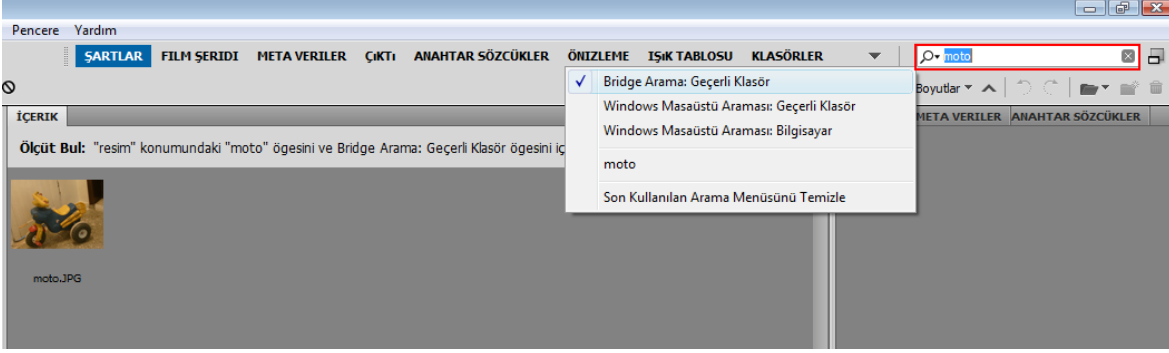 Pencere Yardım
ŞARTLAR FILM ŞERIDI META VERILER ÇıKTı ANAHTAR SÖZCÜKLER ÖNIZLEME IŞıK TABLOSU KLASÖRLER moto
Bridge Arama: Geçerli Klasör
Boyutlar
Windows Masaüstü Araması: Geçerli Klasör
İÇERIK META VERILER ANAHTAR SÖZCÜKLER
Windows Masaüstü Araması: Bilgisayar
Ölçüt Bul: "resim" konumundaki "moto" ögesini ve Bridge Arama: Geçerli Klasör ögesini iç
moto
Son Kullanılan Arama Menüsünü Temizle
moto.JPG